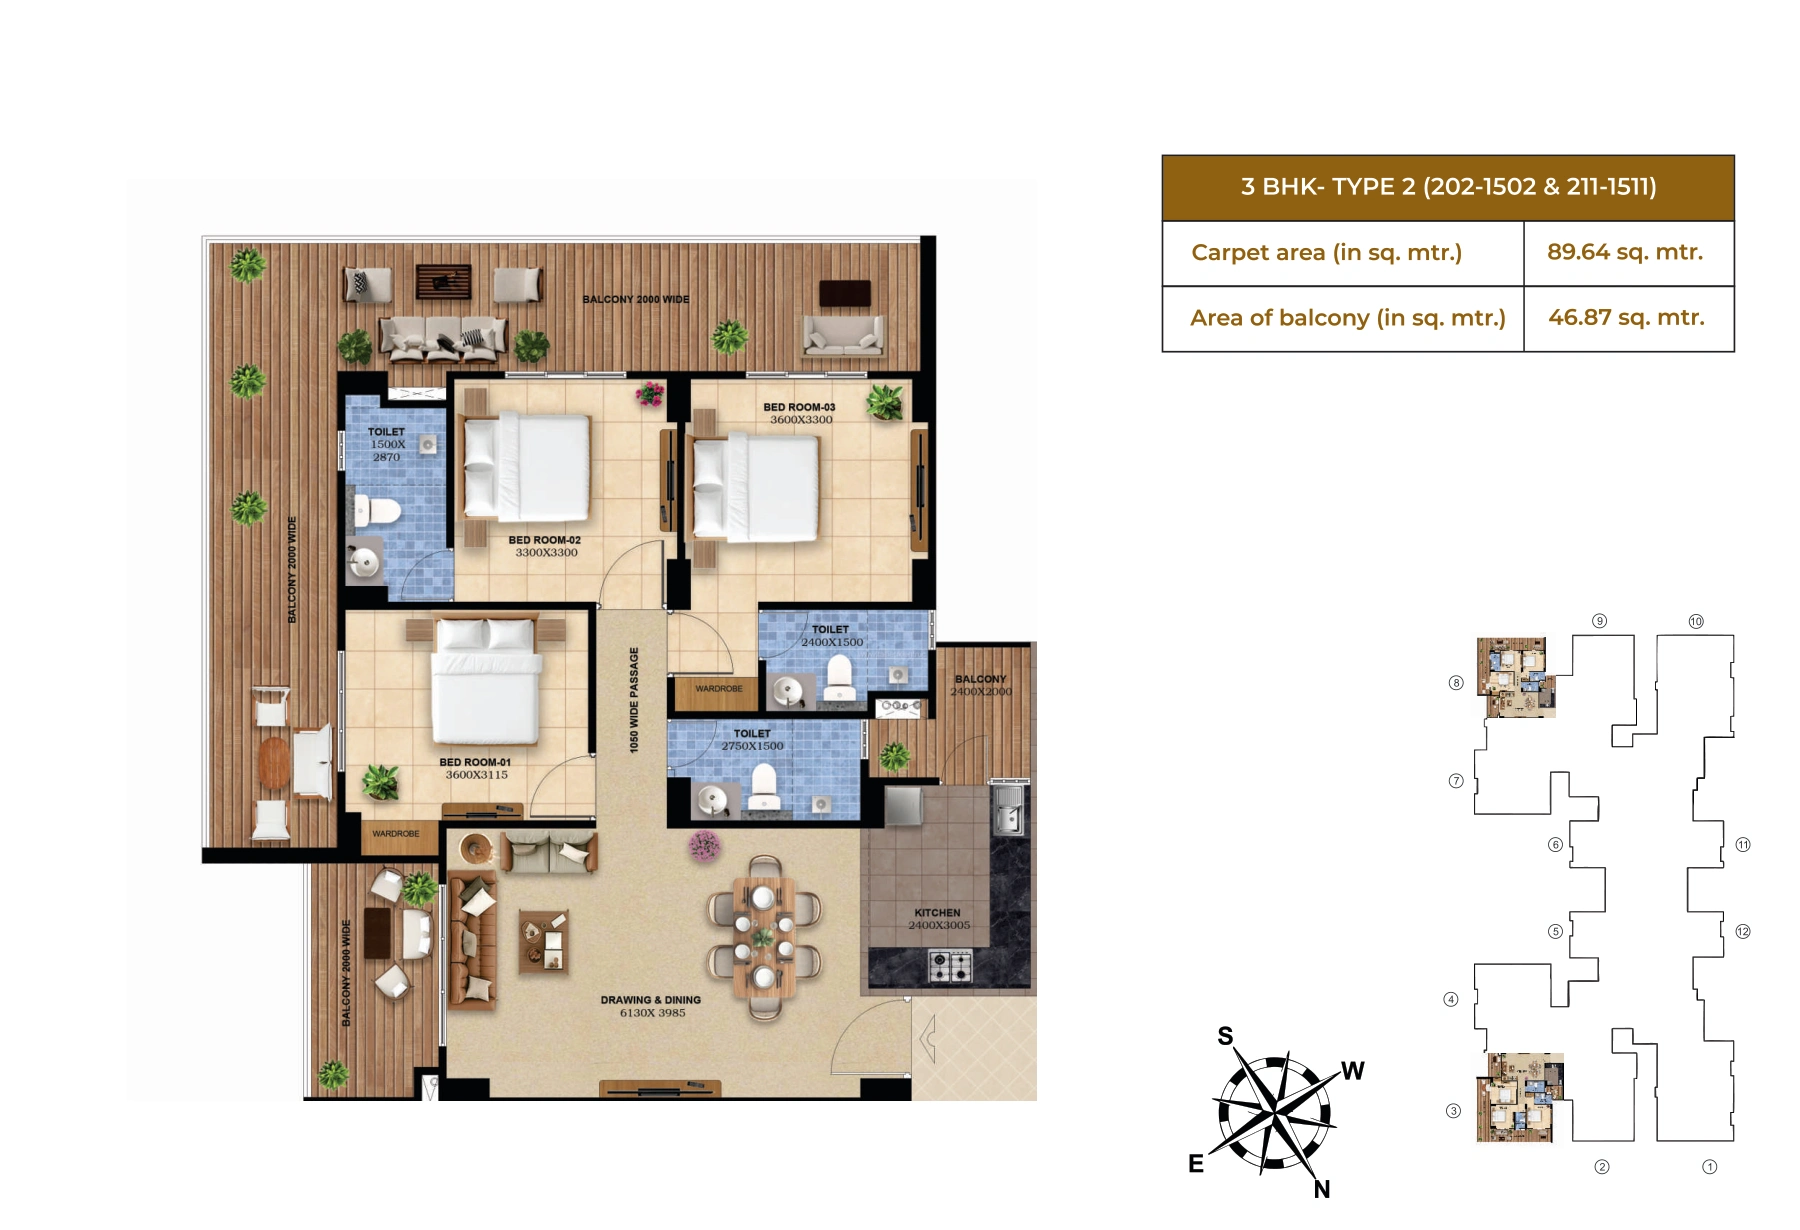 3 BHK- TYPE 2 (202-1502 & 211-1511)
Carpet area (in sq. mtr.)
89.64 sq. mtr.
Area of balcony (in sq. mtr.)
46.87 sq. mtr.
BALCONY 2000 WIDE
BED ROOM-03
3600X3300
TOILET
1500X
2870
BED ROOM-02
3300X3300
BALCONY 2000 WIDE
TOILET
2400X1500
BALCONY
2400X2000
WARDROBE
1050 WIDE PASSAGE
TOILET
2750X1500
BED ROOM-01
3600X3115
WARDROBE
KITCHEN
2400X3005
BALCONY 2000 WIDE
DRAWING & DINING
6130X 3985
9
10
8
7
6
11
5
12
4
3
2
1
S
W
E
N